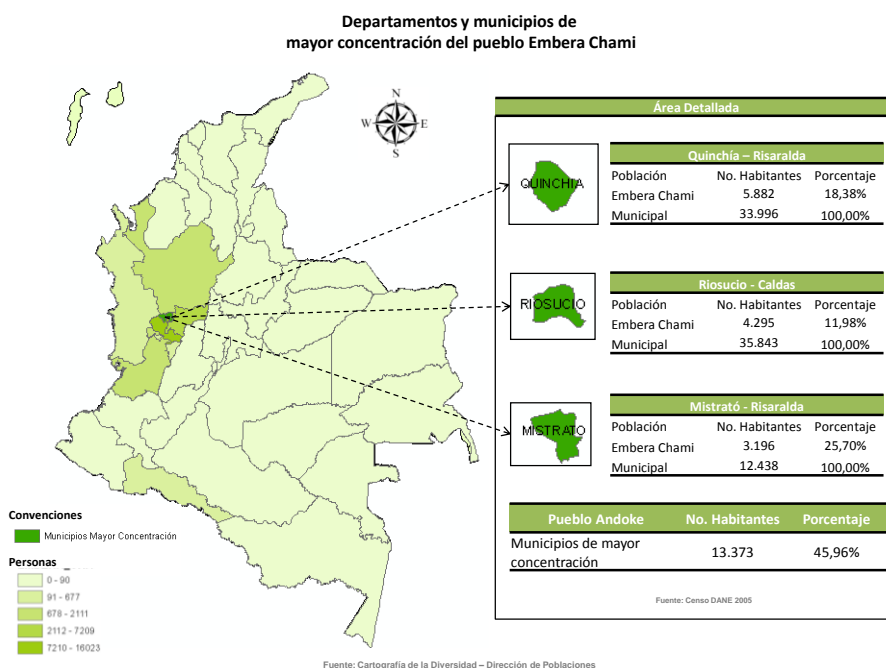 Departamentos y municipios de
mayor concentración del pueblo Embera Chami
N
W E
S
Área Detallada
QUINCHIA
Quinchía – Risaralda
Población No. Habitantes Porcentaje
Embera Chami 5.882 18,38%
Municipal 33.996 100,00%
RIOSUCIO
Riosucio - Caldas
Población No. Habitantes Porcentaje
Embera Chami 4.295 11,98%
Municipal 35.843 100,00%
MISTRATO
Mistrató - Risaralda
Población No. Habitantes Porcentaje
Embera Chami 3.196 25,70%
Municipal 12.438 100,00%
Pueblo Andoke No. Habitantes Porcentaje
Municipios de mayor
concentración 13.373 45,96%
Fuente: Censo DANE 2005
Convenciones
Municipios Mayor Concentración
Personas
0 - 90
91 - 677
678 - 2111
2112 - 7209
7210 - 16023
Fuente: Cartografía de la Diversidad – Dirección de Poblaciones